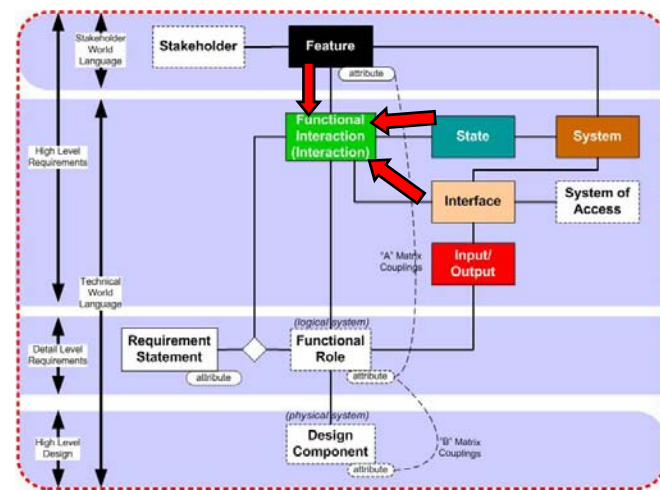 Stakeholder
World
Language
Stakeholder
Feature
attribute
High Level
Requirements
Functional
Interaction
(Interaction)
State
System
Interface
System of
Access
"A" Matrix
Couplings
Input/
Output
Technical
World
Language
(logical system)
Detail Level
Requirements
Requirement
Statement
attribute
Functional
Role
attribute
(physical system)
High Level
Design
Design
Component
attribute
"B" Matrix
Couplings